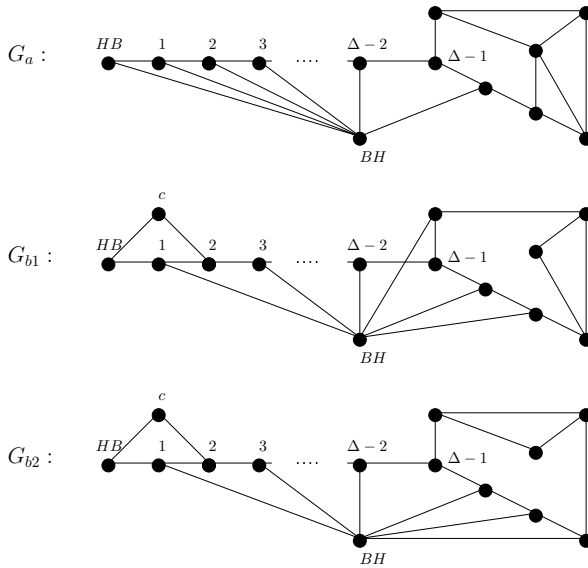 HB 1 2 3 .... Δ − 2
G_a :
Δ − 1
BH
c
HB 1 2 3 .... Δ − 2
G_{b1} :
Δ − 1
BH
c
HB 1 2 3 .... Δ − 2
G_{b2} :
Δ − 1
BH